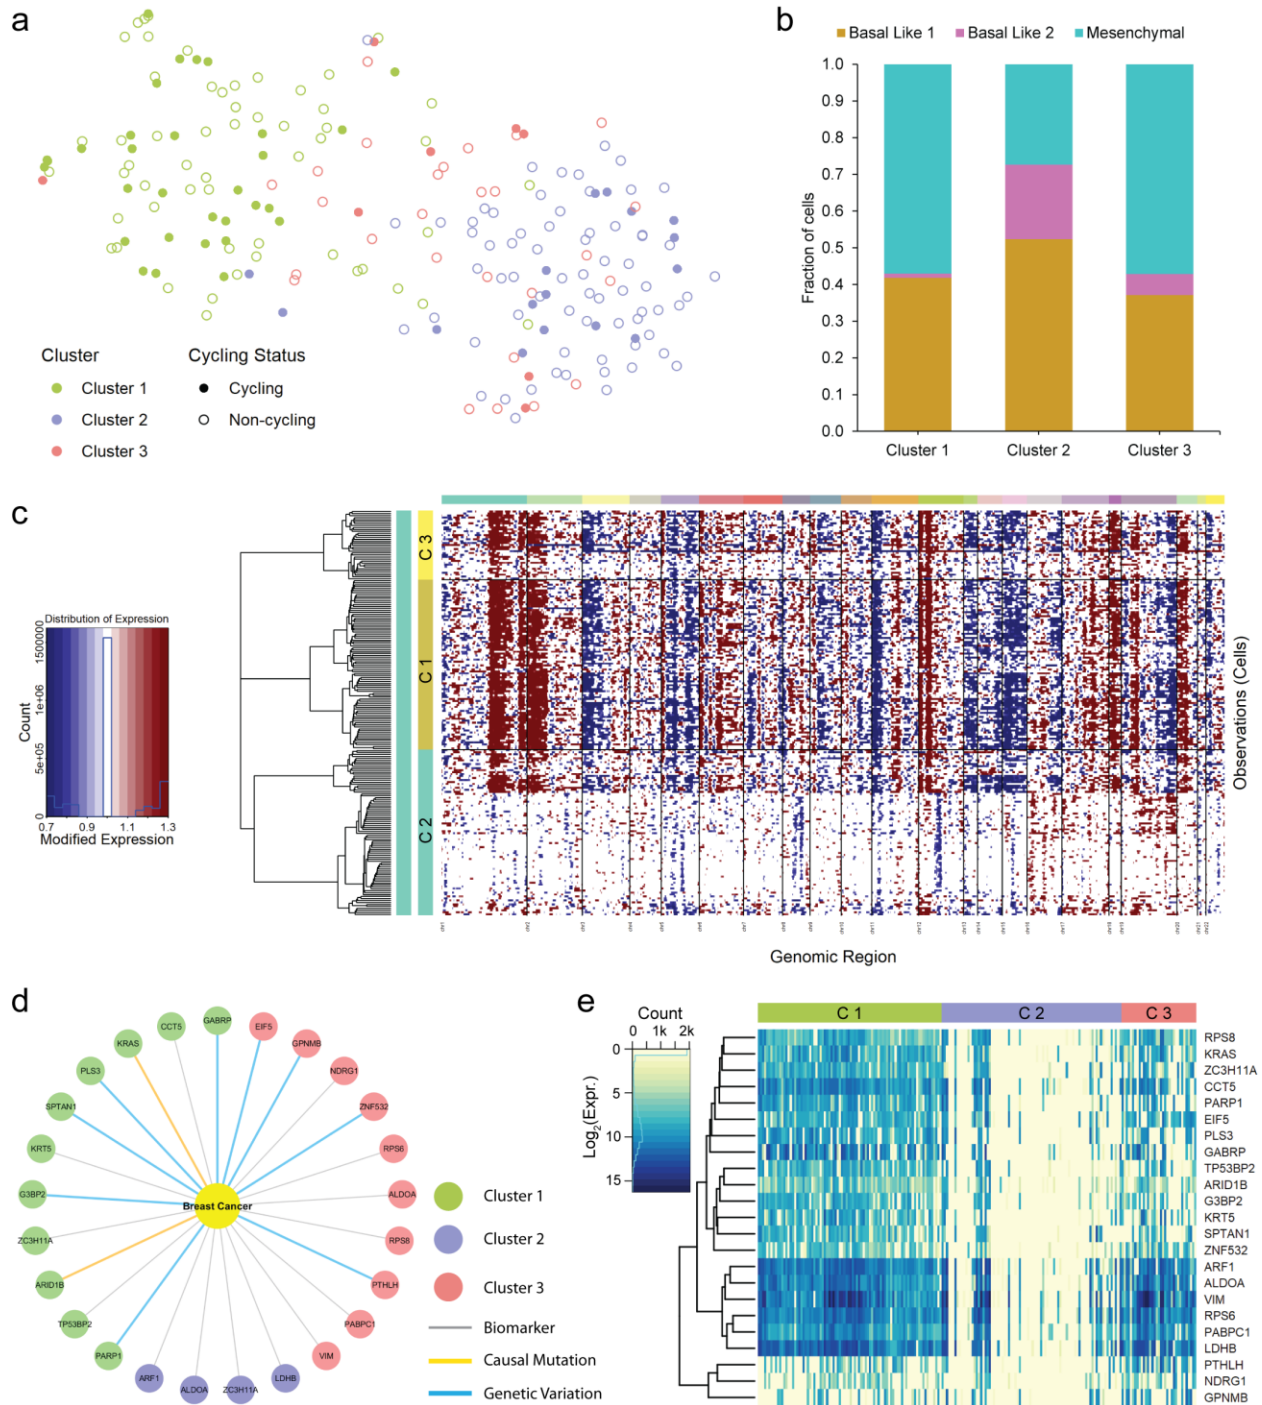 a
Cluster
Cluster 1
Cluster 2
Cluster 3
Cycling Status
Cycling
Non-cycling
b
Basal Like 1
Basal Like 2
Mesenchymal
Fraction of cells
1.0
0.9
0.8
0.7
0.6
0.5
0.4
0.3
0.2
0.1
0.0
Cluster 1
Cluster 2
Cluster 3
c
Distribution of Expression
Count
1500000
1e+06
5e+05
0
0.7
0.9
1.1
1.3
Modified Expression
C 3
C 1
C 2
Observations (Cells)
Genomic Region
d
GABRP
EIF5
GPNMB
NDRG1
ZNF532
RPS6
ALDOA
RPS8
PTHLH
PABPC1
VIM
LDHB
ZC3H11A
ALDOA
ARF1
PARP1
TP53BP2
ARID1B
ZC3H11A
G3BP2
KRT5
SPTAN1
PLS3
KRAS
CCT5
Breast Cancer
Cluster 1
Cluster 2
Cluster 3
Biomarker
Causal Mutation
Genetic Variation
e
Count
0 1k 2k
Log2(Expr.)
0
5
10
15
C 1
C 2
C 3
RPS8
KRAS
ZC3H11A
CCT5
PARP1
EIF5
PLS3
GABRP
TP53BP2
ARID1B
G3BP2
KRT5
SPTAN1
ZNF532
ARF1
ALDOA
VIM
RPS6
PABPC1
LDHB
PTHLH
NDRG1
GPNMB